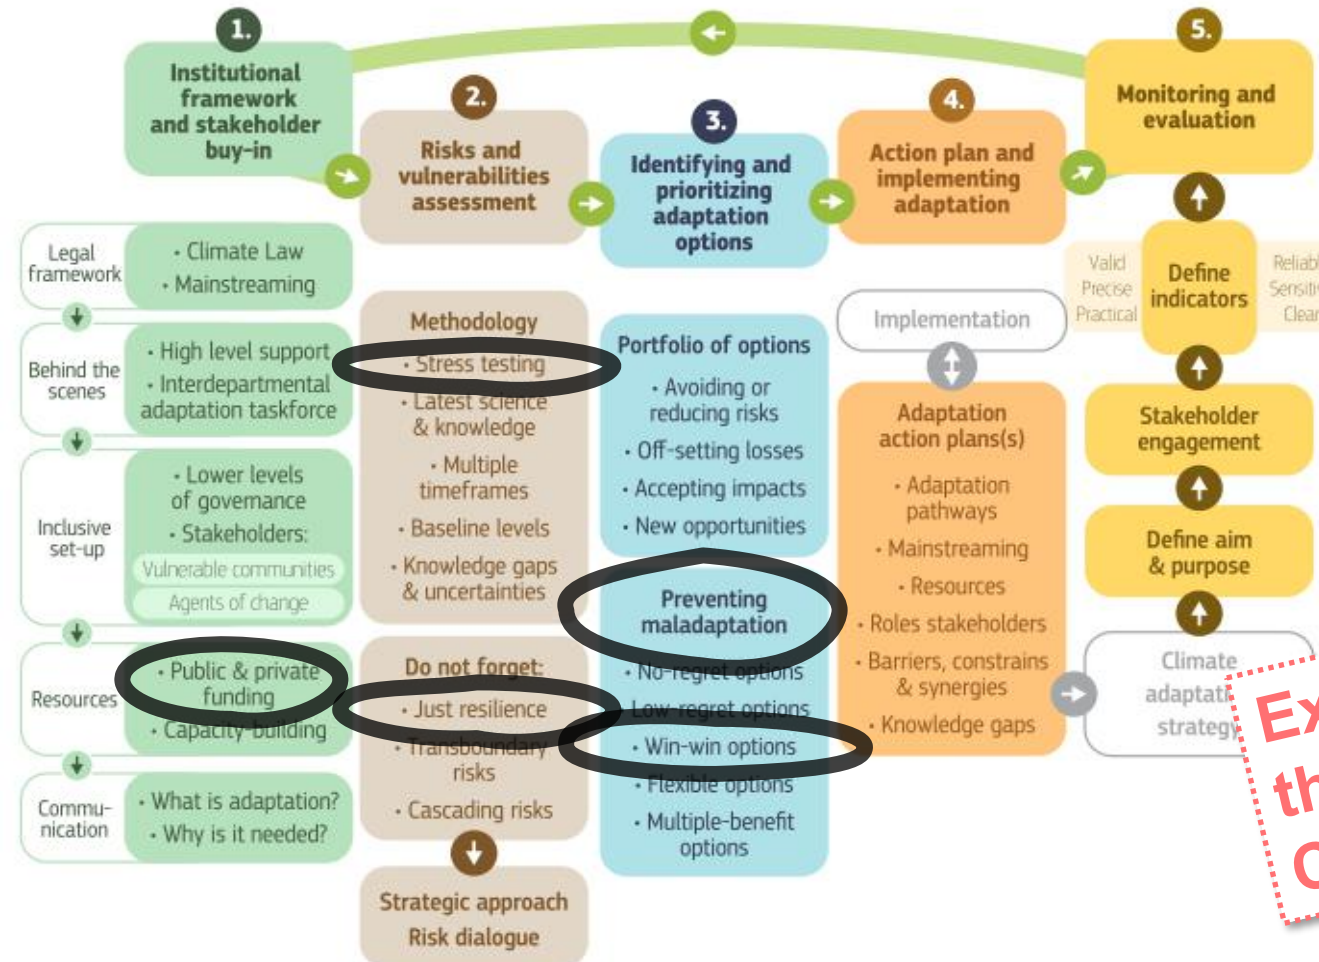 1.
Institutional
framework
and stakeholder
buy-in
Legal
framework
• Climate Law
• Mainstreaming
Behind the
scenes
• High level support
• Interdepartmental
adaptation taskforce
Inclusive
set-up
• Lower levels
of governance
• Stakeholders:
Vulnerable communities
Agents of change
Resources
• Public & private
funding
• Capacity-building
Commu-
nication
• What is adaptation?
• Why is it needed?
2.
Risks and
vulnerabilities
assessment
Methodology
• Stress testing
• Latest science
& knowledge
• Multiple
timeframes
• Baseline levels
• Knowledge gaps
& uncertainties
Do not forget:
• Just resilience
• Transboundary
risks
• Cascading risks
Strategic approach
Risk dialogue
3.
Identifying and
prioritizing
adaptation
options
Portfolio of options
• Avoiding or
reducing risks
• Off-setting losses
• Accepting impacts
• New opportunities
Preventing
maladaptation
• No-regret options
Low-regret options
• Win-win options
• Flexible options
• Multiple-benefit
options
4.
Action plan and
implementing
adaptation
Implementation
Adaptation
action plans(s)
• Adaptation
pathways
• Mainstreaming
• Resources
• Roles stakeholders
• Barriers, constrains
& synergies
• Knowledge gaps
5.
Monitoring and
evaluation
Valid
Precise
Practical
Define
indicators
Clear
Stakeholder
engagement
Define aim
& purpose
Climate
strategy